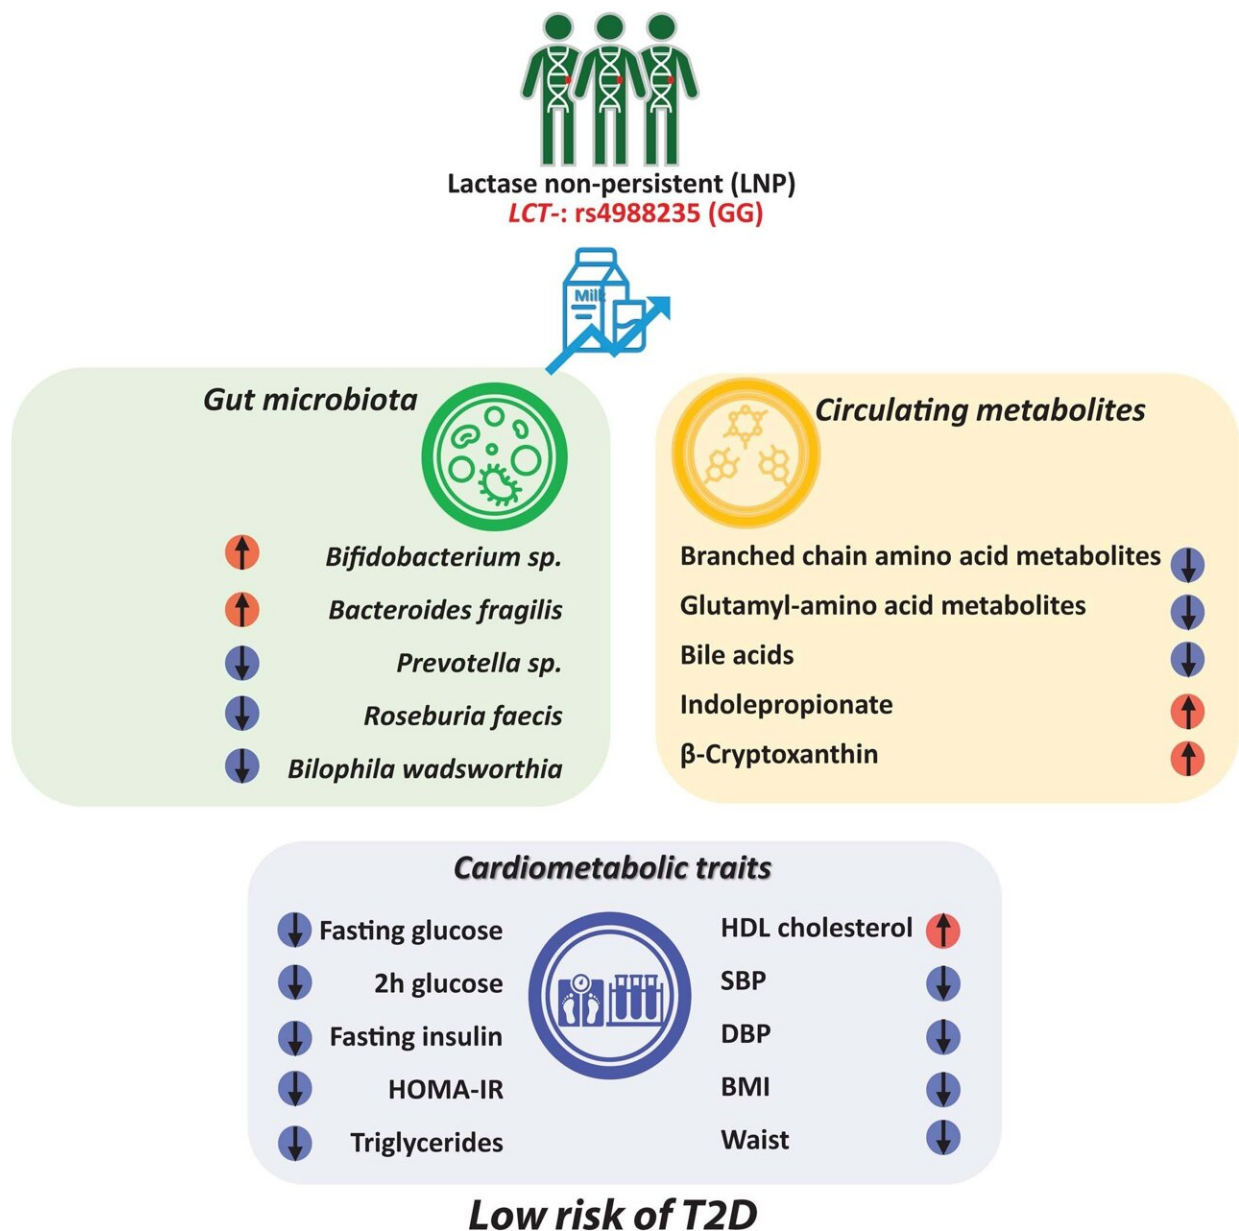 Lactase non-persistent (LNP)
LCT-: rs4988235 (GG)
Milk
Gut microbiota
Bifidobacterium sp.
Bacteroides fragilis
Prevotella sp.
Roseburia faecis
Bilophila wadsworthia
Circulating metabolites
Branched chain amino acid metabolites
Glutamyl-amino acid metabolites
Bile acids
Indolepropionate
β-Cryptoxanthin
Cardiometabolic traits
Fasting glucose
2h glucose
Fasting insulin
HOMA-IR
Triglycerides
HDL cholesterol
SBP
DBP
BMI
Waist
Low risk of T2D